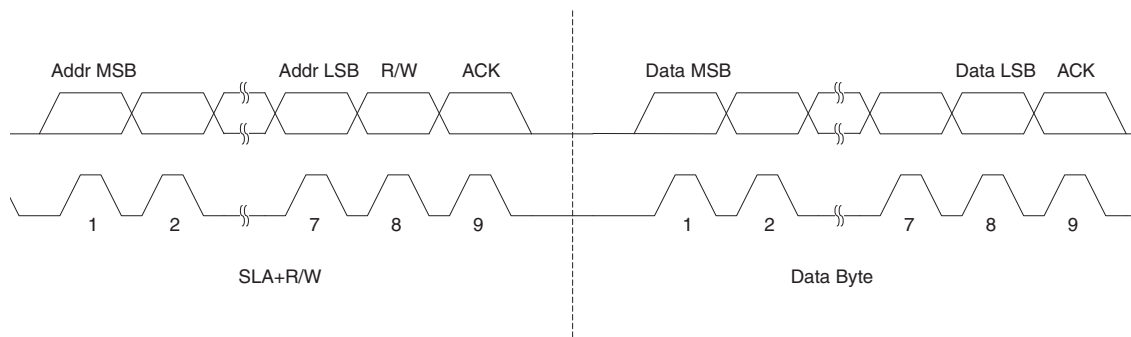 Addr MSB Addr LSB R/W ACK Data MSB Data LSB ACK
1 2 7 8 9 1 2 7 8 9
SLA+R/W Data Byte